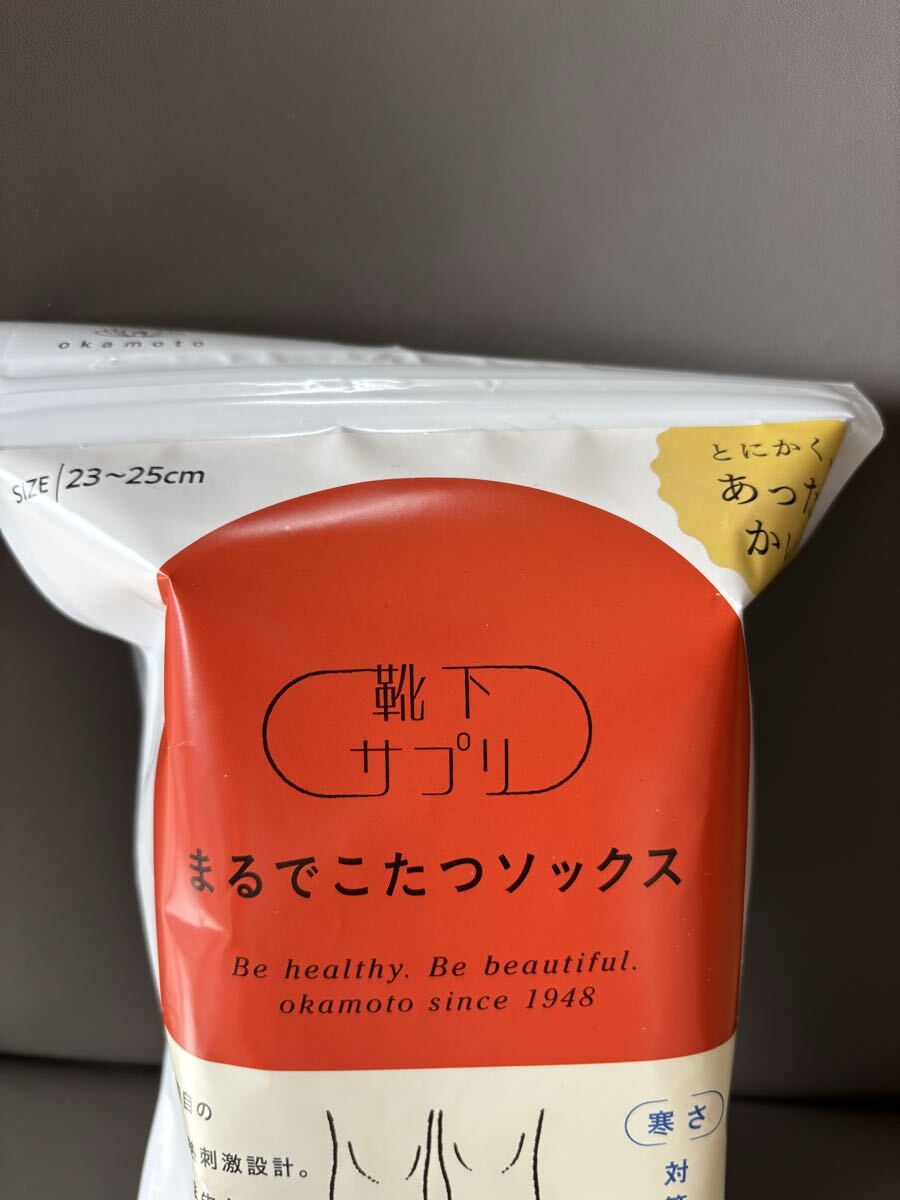 okamoto
SIZE/23~25cm
とにかく、
あった
か
靴下
サプリ
まるでこたつソックス
Be healthy. Be beautiful.
okamoto since 1948
自の
刺激設計。
寒さ
対